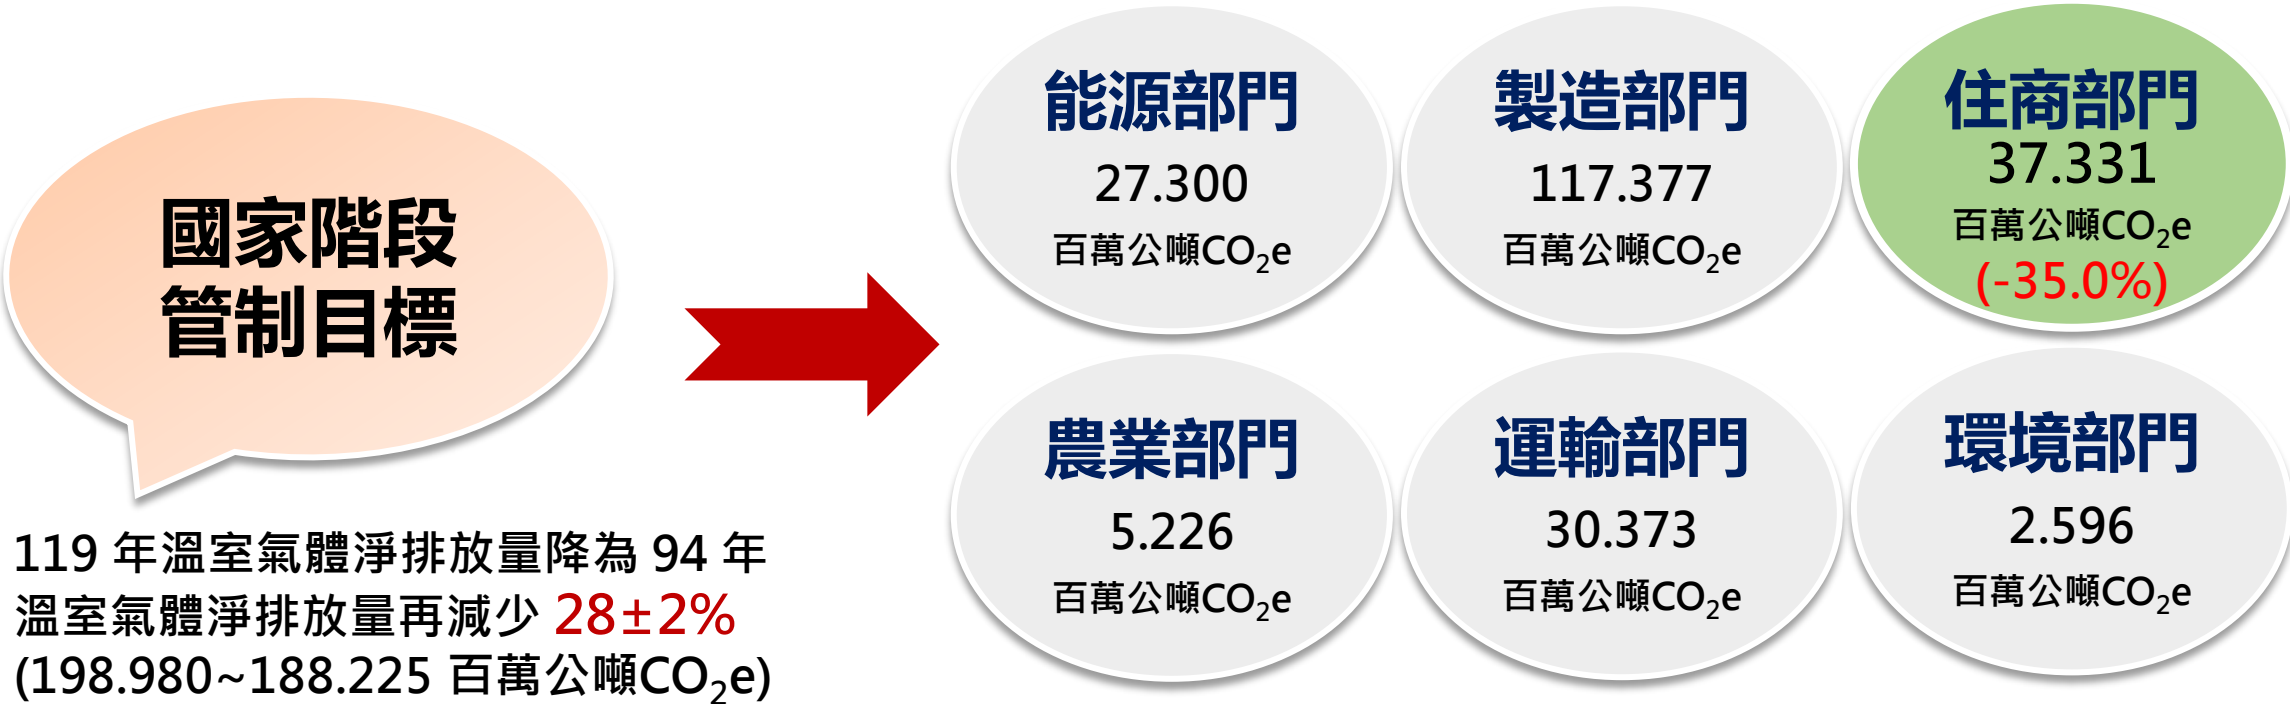 國家階段
管制目標
119 年溫室氣體淨排放量降為 94 年
溫室氣體淨排放量再減少 28±2%
(198.980~188.225 百萬公噸CO₂e)
能源部門
27.300
百萬公噸CO₂e
製造部門
117.377
百萬公噸CO₂e
住商部門
37.331
百萬公噸CO₂e
(-35.0%)
農業部門
5.226
百萬公噸CO₂e
運輸部門
30.373
百萬公噸CO₂e
環境部門
2.596
百萬公噸CO₂e